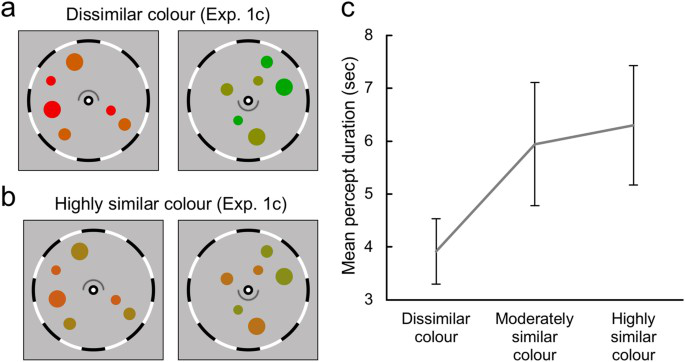 a
Dissimilar colour (Exp. 1c)
b
Highly similar colour (Exp. 1c)
c
Mean percept duration (sec)
8
7
6
5
4
3
Dissimilar
colour
Moderately
similar
colour
Highly
similar
colour